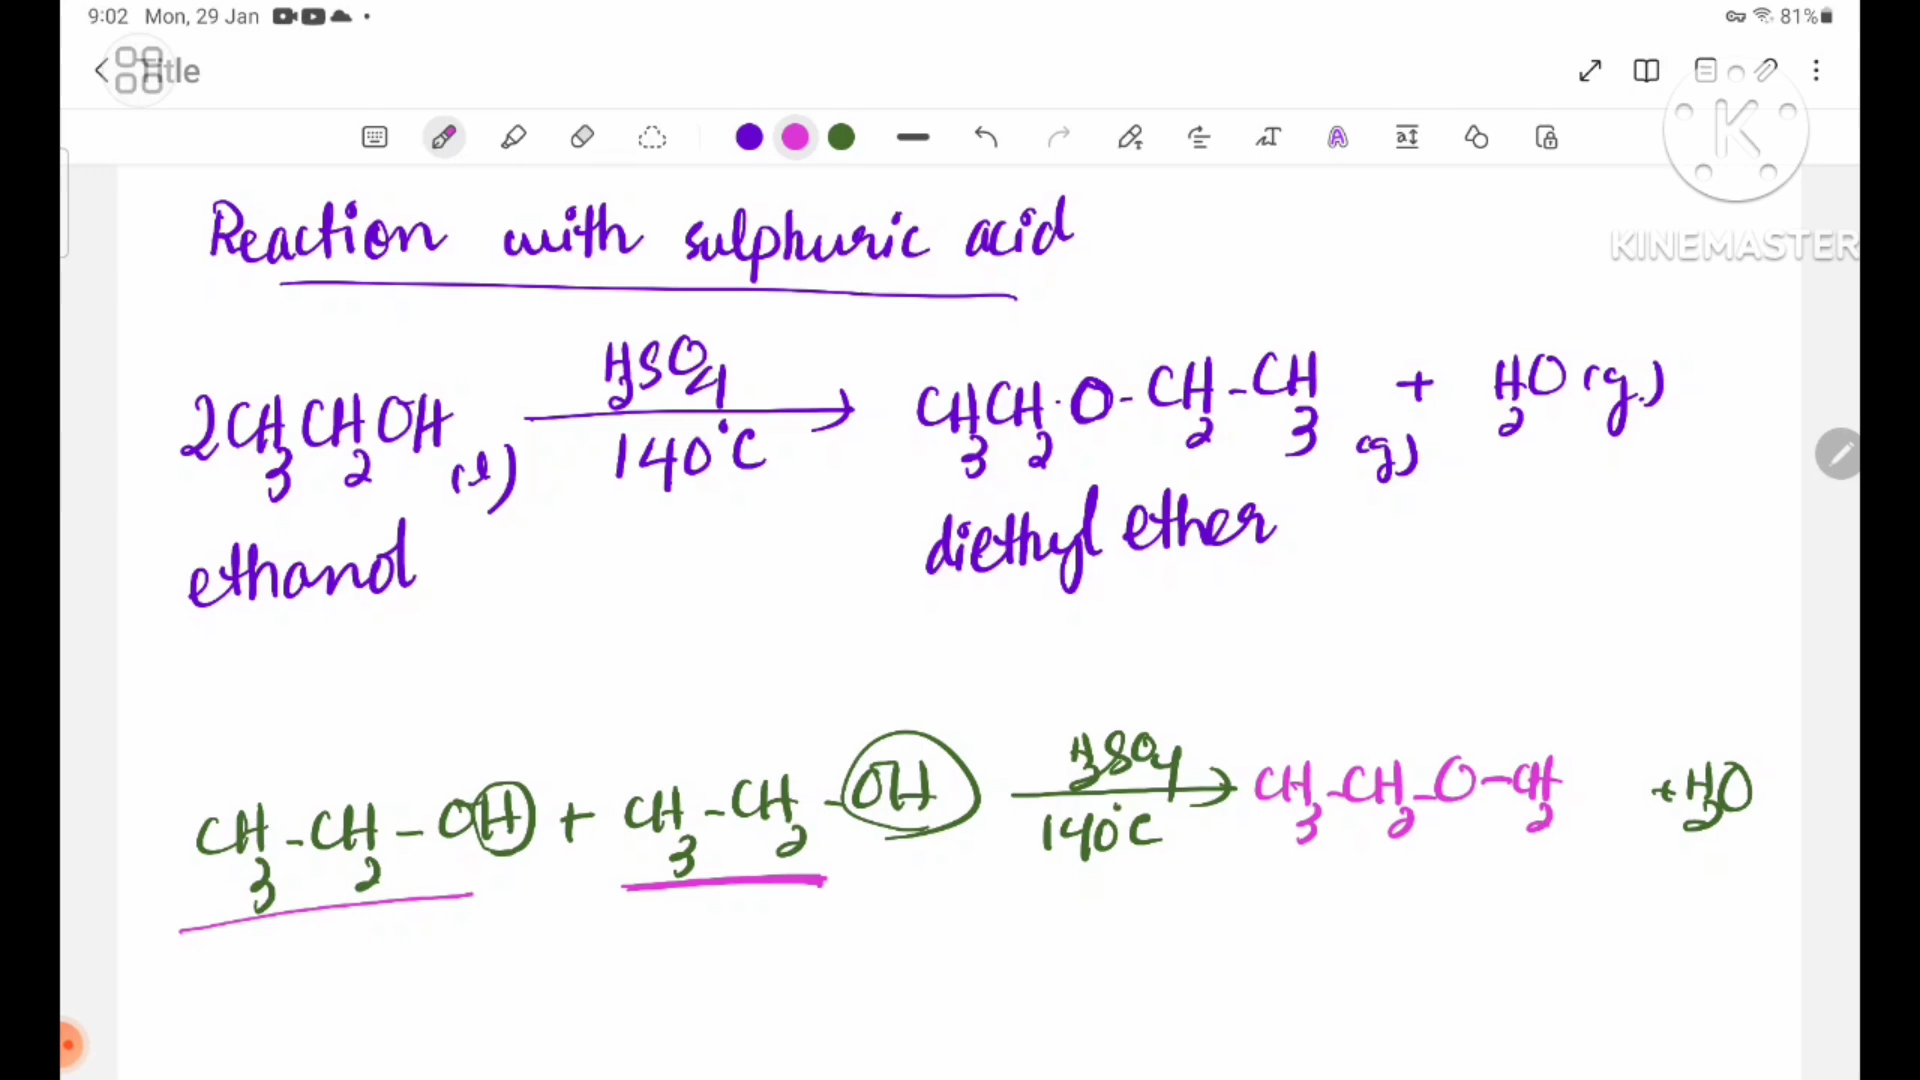 9:02 Mon, 29 Jan
81%
Title
K
KINEMASTER
Reaction with sulphuric acid
2CH₃CH₂OH(l) H₂SO₄ 140°C → CH₃CH₂-O-CH₂-CH₃(g) + H₂O(g)
ethanol diethyl ether
CH₃-CH₂-OH + CH₃-CH₂-OH H₂SO₄ 140°C → CH₃-CH₂-O-CH₂ + H₂O